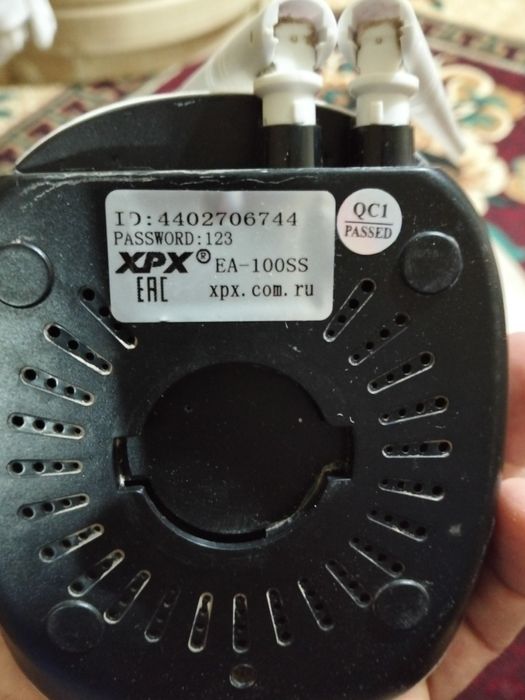 ID:4402706744
PASSWORD:123
XPX® EA-100SS
EAC xpx.com.ru
QC1
PASSED